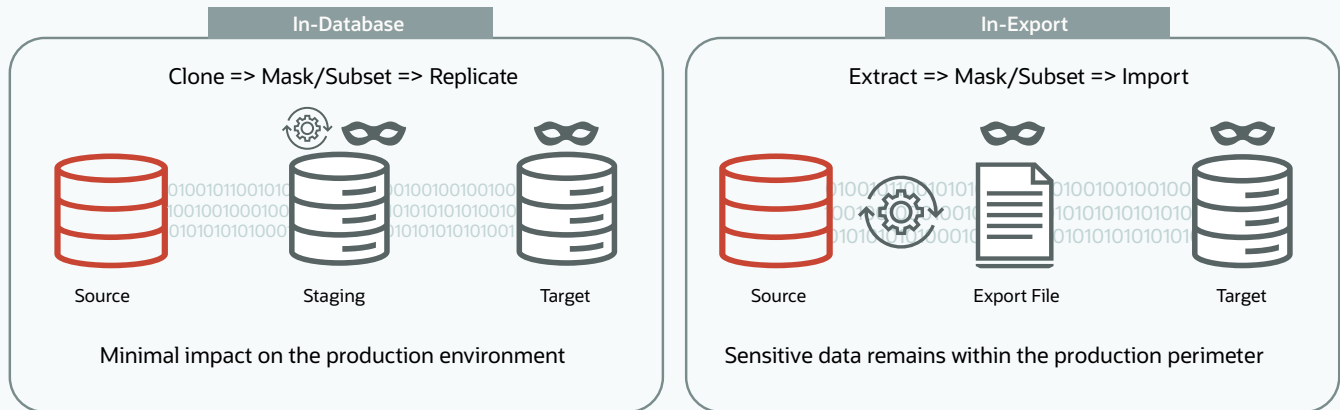 In-Database
Clone => Mask/Subset => Replicate
Source
Staging
Target
Minimal impact on the production environment
In-Export
Extract => Mask/Subset => Import
Source
Export File
Target
Sensitive data remains within the production perimeter